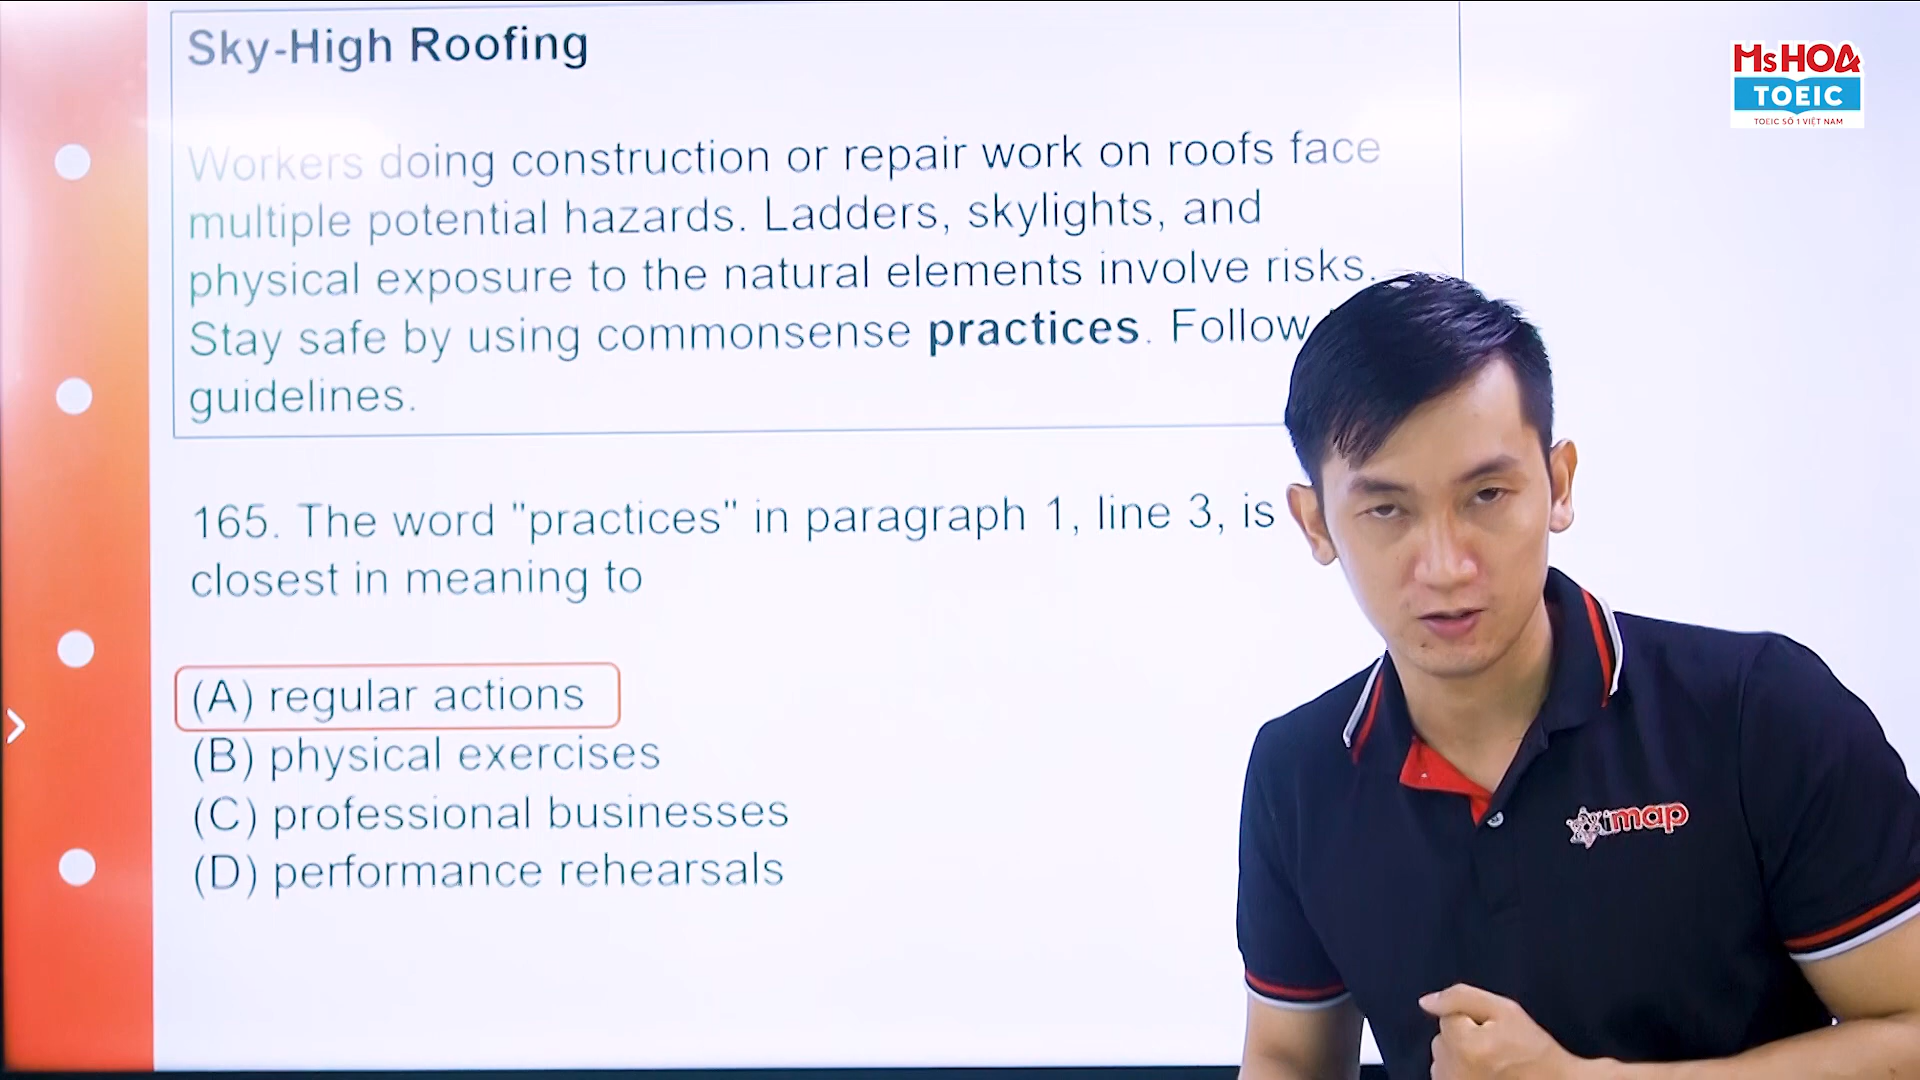 Sky-High Roofing
MsHOA
TOEIC
TOEIC SỐ 1 VIỆT NAM
Workers doing construction or repair work on roofs face
multiple potential hazards. Ladders, skylights, and
physical exposure to the natural elements involve risks.
Stay safe by using commonsense practices. Follow
guidelines.
165. The word "practices" in paragraph 1, line 3, is
closest in meaning to
(A) regular actions
(B) physical exercises
(C) professional businesses
(D) performance rehearsals
imap